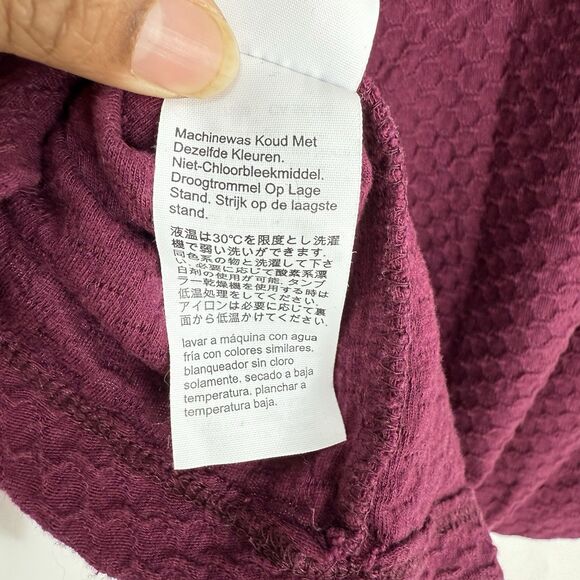 Machinewas Koud Met
Dezelfde Kleuren.
Niet-Chloorbleekmiddel.
Droogtrommel Op Lage
Stand. Strijk op de laagste
stand.
液温は30℃を限度とし洗濯
機で弱い洗いができます.
同色系の物と洗濯して下さ
い. 必要に応じて酸素系漂
白剤の使用が可能. タンブ
ラー乾燥機を使用する時は
低温処理をしてください.
アイロンは必要に応じて裏
面から低温かけてください.
lavar a máquina con agua
fría con colores similares.
blanqueador sin cloro
solamente. secado a baja
temperatura. planchar a
temperatura baja.